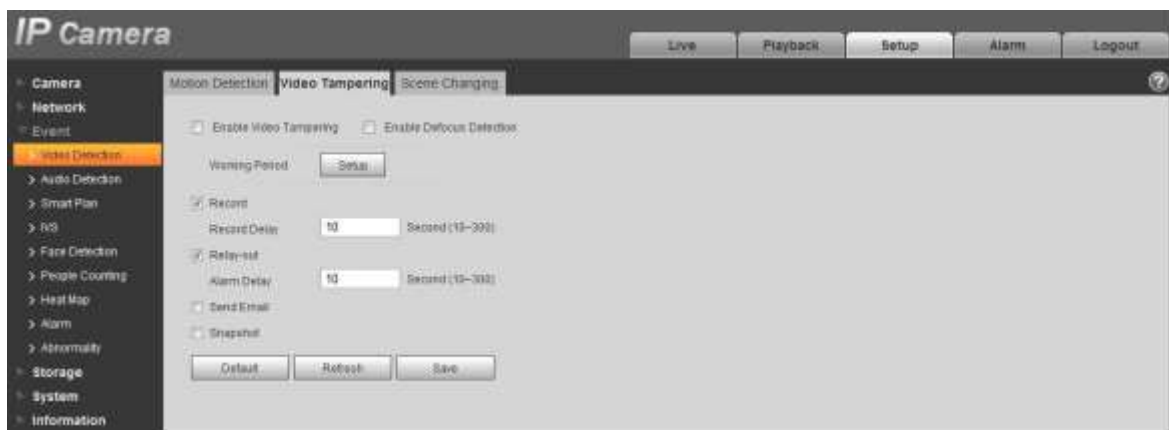 IP Camera
Live Playback Setup Alarm Logout
Camera
Network
Event
Video Detection
Audio Detection
Smart Plan
IVS
Face Detection
People Counting
Heat Map
Alarm
Abnormality
Storage
System
Information
Motion Detection Video Tampering Scene Changing
Enable Video Tampering Enable Defocus Detection
Working Period Setup
Record
Record Delay 10 Second (10~300)
Relay-out
Alarm Delay 10 Second (10~300)
Send Email
Snapshot
Default Refresh Save